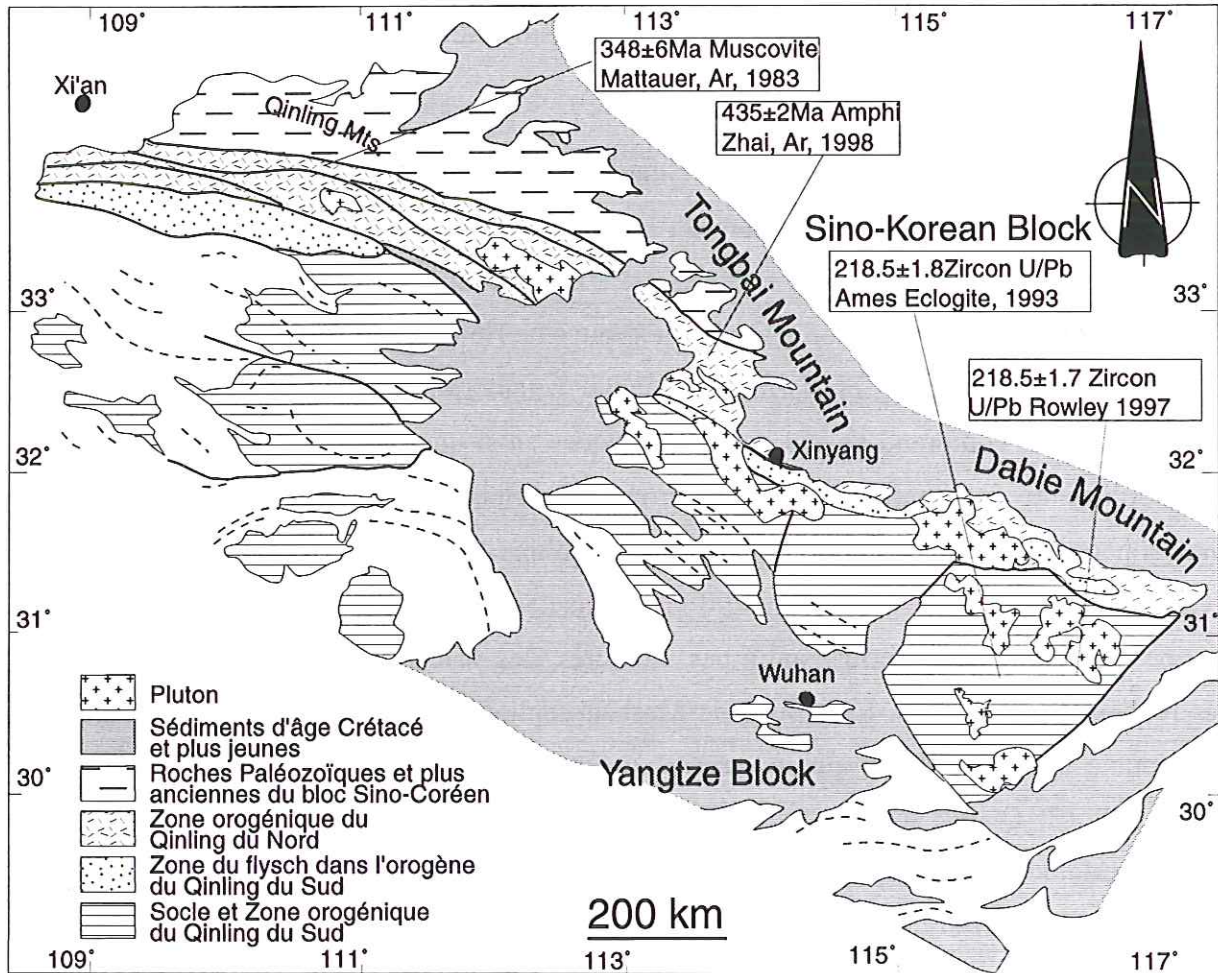 109°
111°
113°
115°
117°
Xi'an
Qinling Mts.
348±6Ma Muscovite
Mattauer, Ar, 1983
435±2Ma Amphi
Zhai, Ar, 1998
N
Tongbai Mountain
Sino-Korean Block
218.5±1.8Zircon U/Pb
Ames Eclogite, 1993
33°
33°
218.5±1.7 Zircon
U/Pb Rowley 1997
Xinyang
32°
32°
Dabie Mountain
31°
31°
Wuhan
Yangtze Block
30°
30°
Pluton
Sédiments d'âge Crétacé
et plus jeunes
Roches Paléozoïques et plus
anciennes du bloc Sino-Coréen
Zone orogénique du
Qinling du Nord
Zone du flysch dans l'orogène
du Qinling du Sud
Socle et Zone orogénique
du Qinling du Sud
200 km
109°
111°
113°
115°
117°